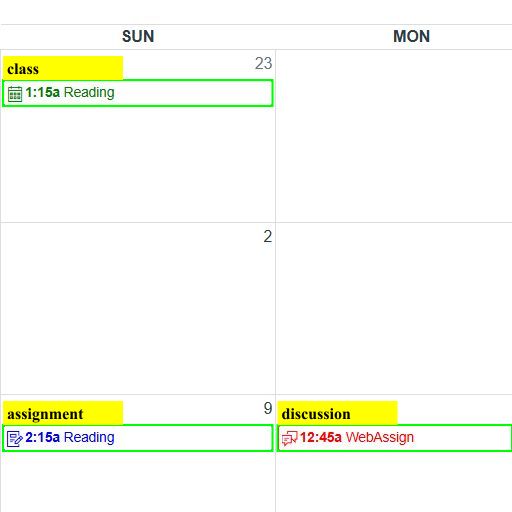 SUN MON
23
class
1:15a Reading
2
9
assignment discussion
2:15a Reading 12:45a WebAssign